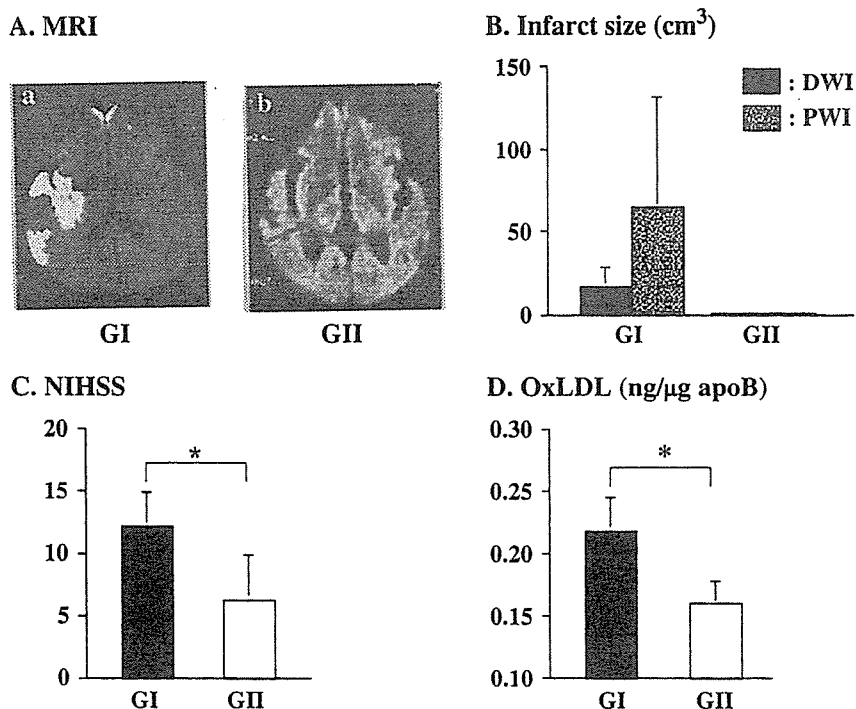 A. MRI
a
b
GI
GII
B. Infarct size (cm³)
150
100
50
0
: DWI
: PWI
GI
GII
C. NIHSS
20
15
10
5
0
*
GI
GII
D. OxLDL (ng/μg apoB)
0.30
0.25
0.20
0.15
0.10
*
GI
GII